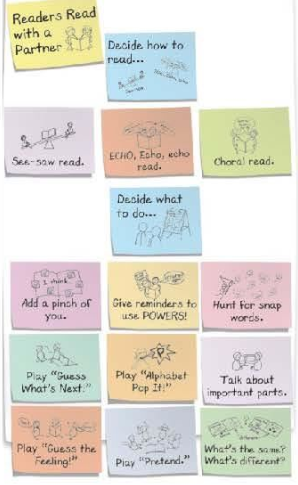 Readers Read
with a
Partner
Decide how to
read...
See-saw read.
ECHO, Echo, echo
read.
Choral read.
Decide what
to do...
I think
Add a pinch of
you.
Give reminders to
use POWERS!
Hunt for snap
words.
Play "Guess
What's Next."
Play "Alphabet
Pop It!"
Talk about
important parts.
Play "Guess the
Feeling!"
Play "Pretend."
What's the same?
What's different?